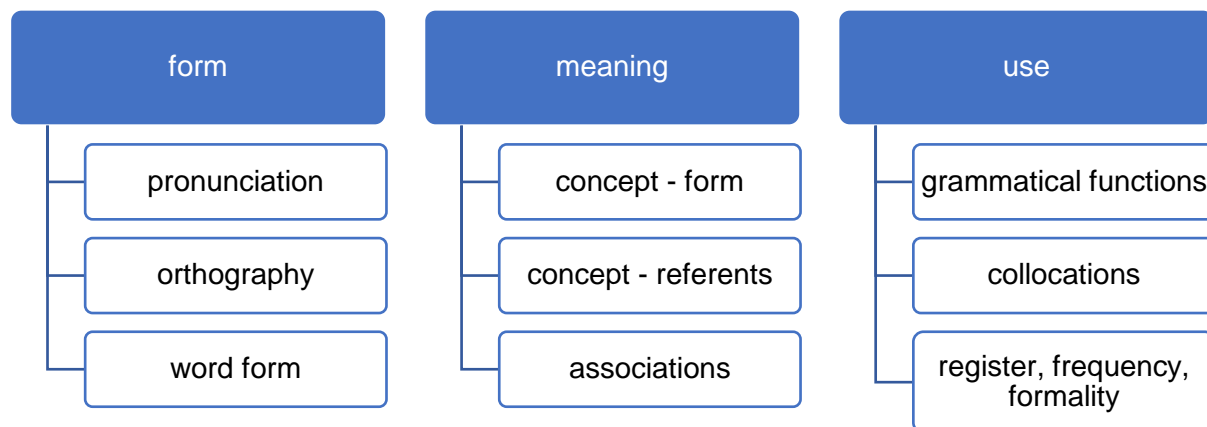 form
pronunciation
orthography
word form
meaning
concept - form
concept - referents
associations
use
grammatical functions
collocations
register, frequency,
formality